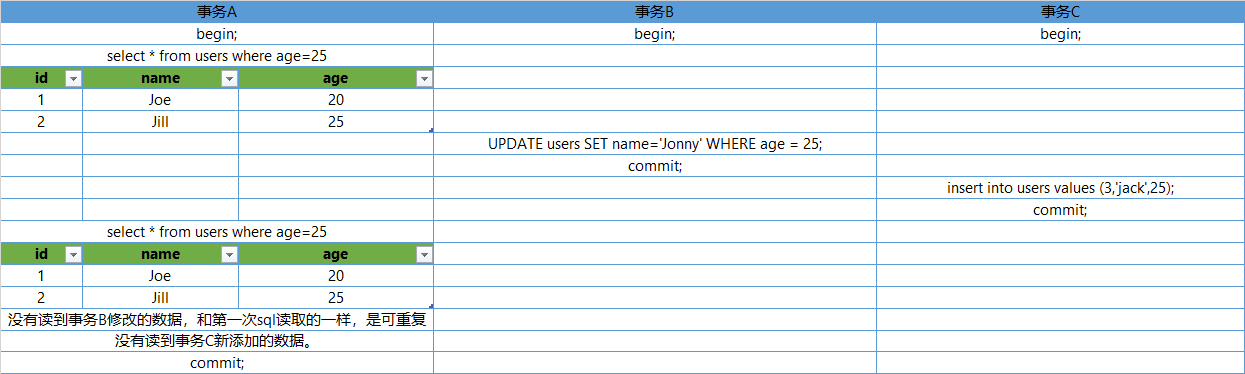 事务A 事务B 事务C
begin; begin; begin;
select * from users where age=25
id name age
1 Joe 20
2 Jill 25
UPDATE users SET name='Jonny' WHERE age = 25;
commit;
insert into users values (3,'jack',25);
commit;
select * from users where age=25
id name age
1 Joe 20
2 Jill 25
没有读到事务B修改的数据，和第一次sql读取的一样，是可重复
没有读到事务C新添加的数据。
commit;